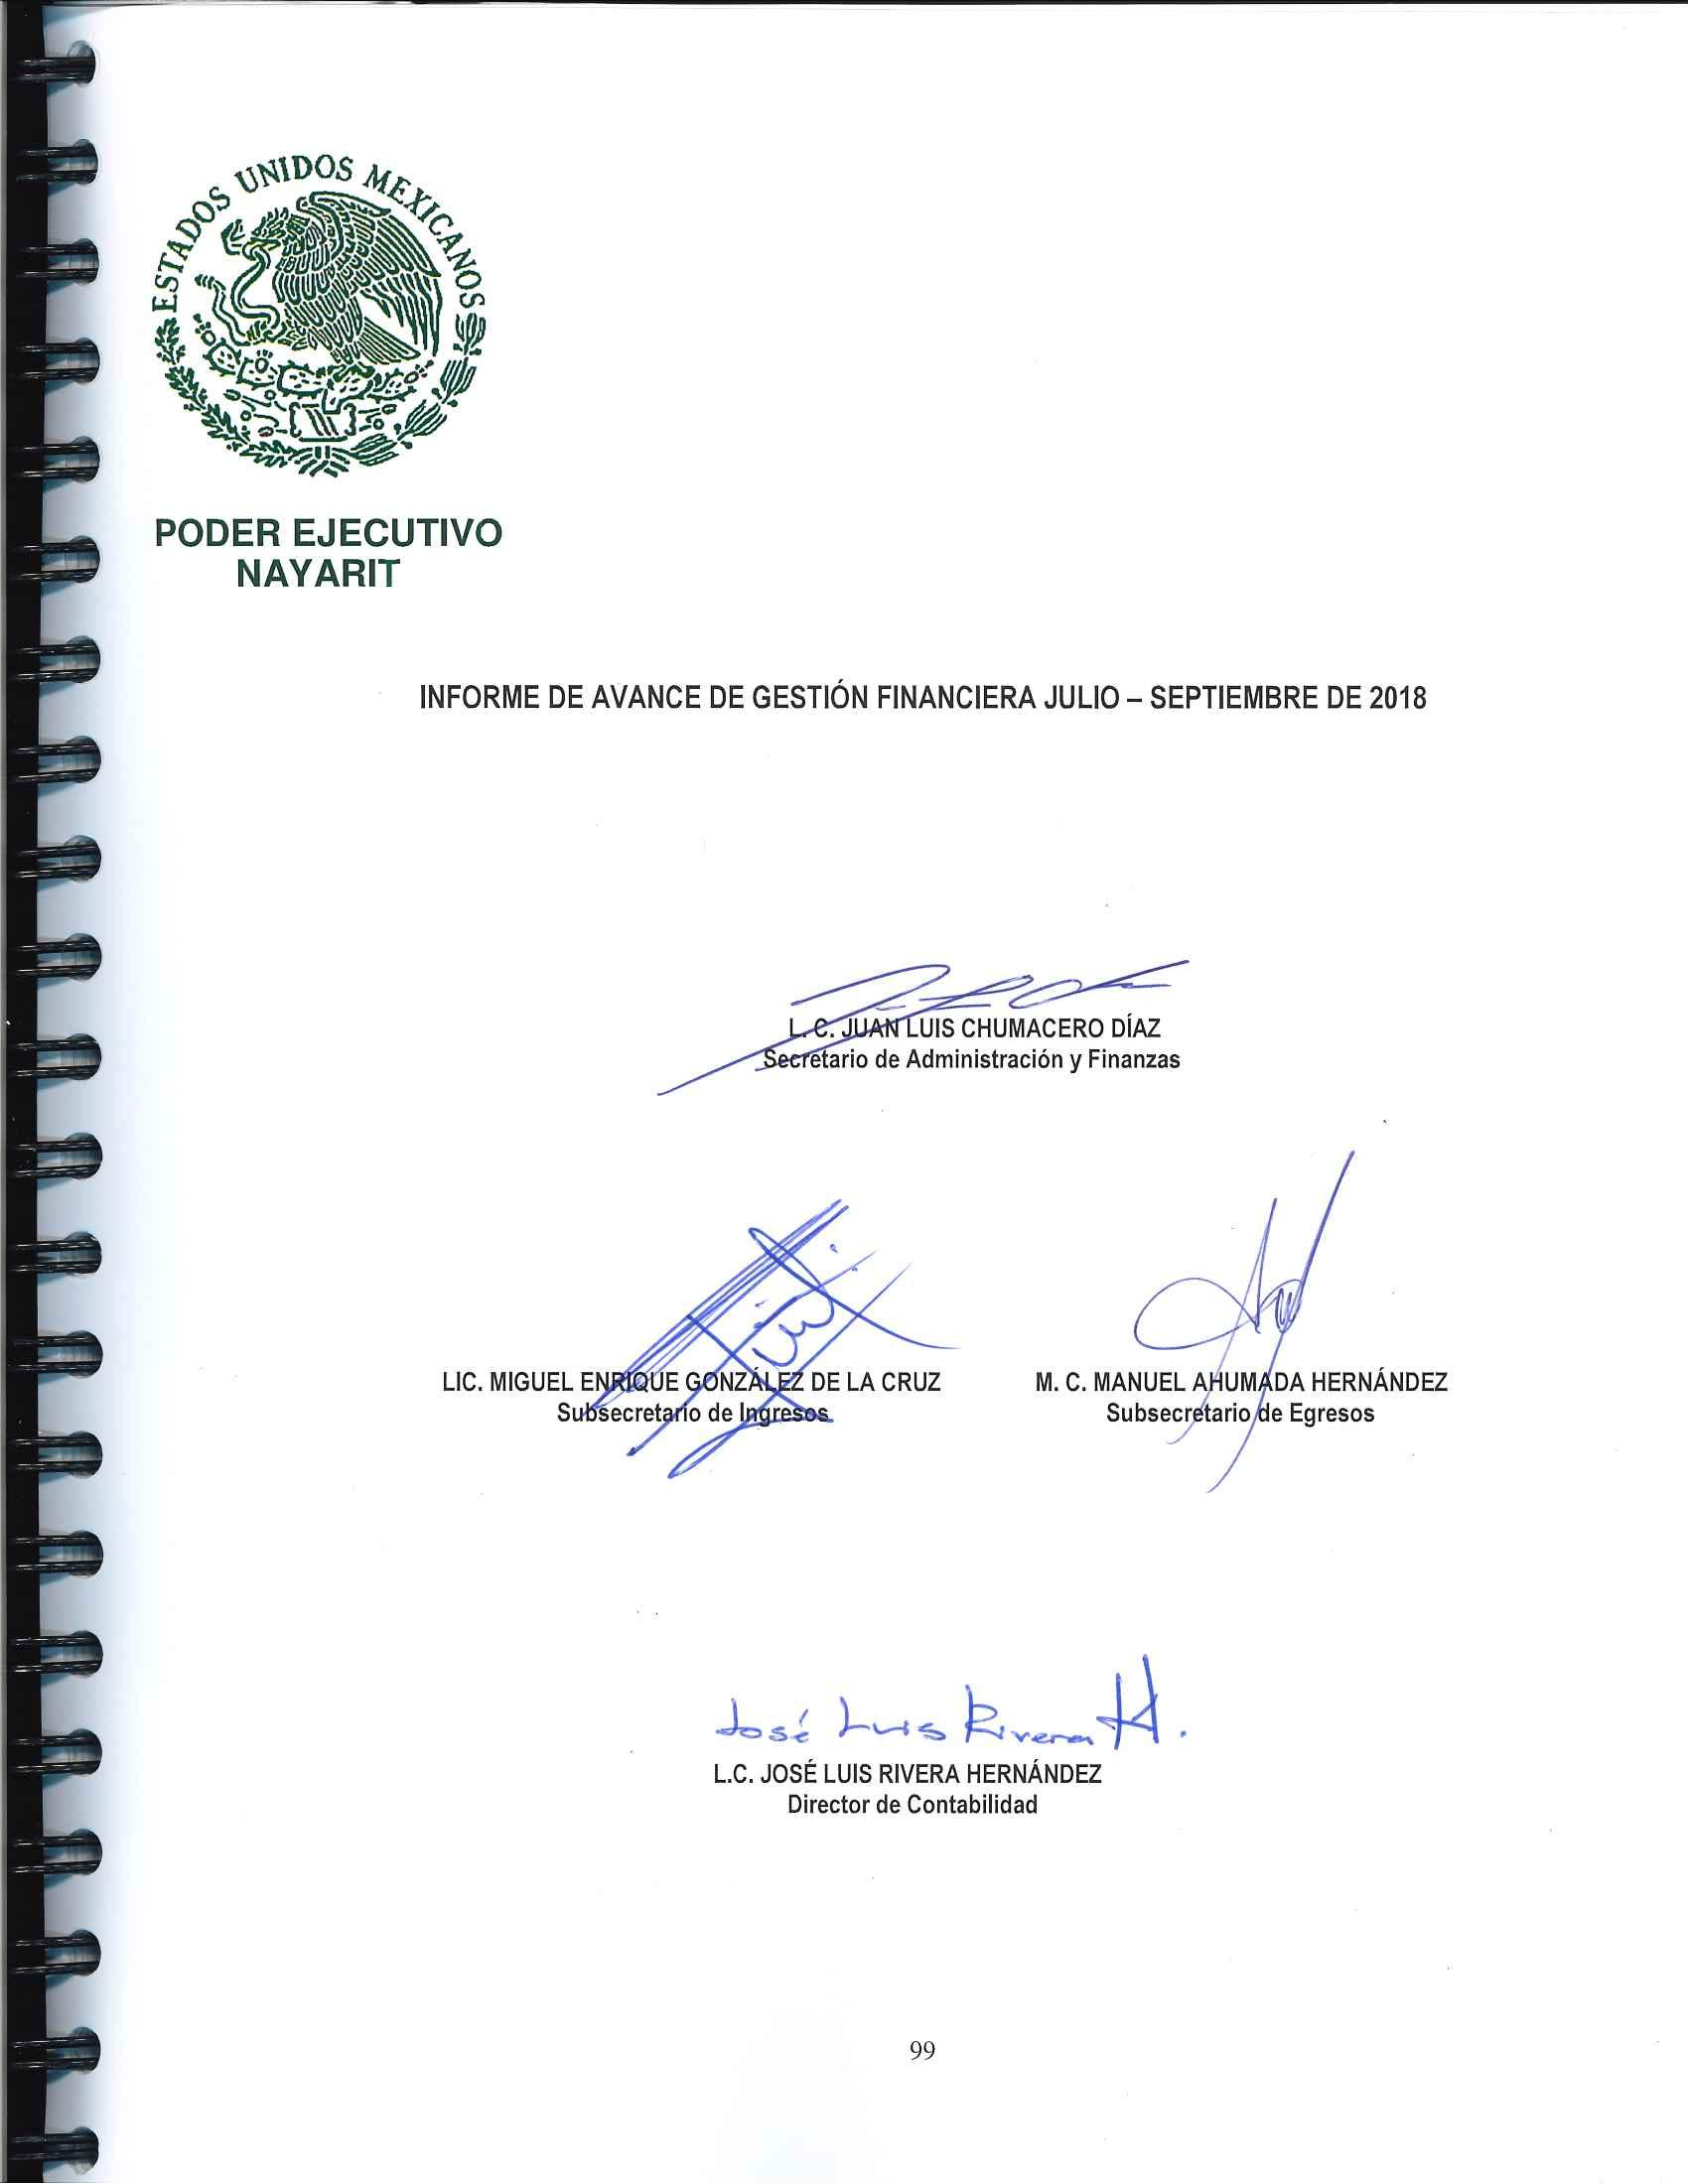 ESTADOS UNIDOS MEXICANOS
PODER EJECUTIVO
NAYARIT
INFORME DE AVANCE DE GESTIÓN FINANCIERA JULIO – SEPTIEMBRE DE 2018
L. C. JUAN LUIS CHUMACERO DÍAZ
Secretario de Administración y Finanzas
LIC. MIGUEL ENRIQUE GONZÁLEZ DE LA CRUZ
Subsecretario de Ingresos
M. C. MANUEL AHUMADA HERNÁNDEZ
Subsecretario de Egresos
José Luis Rivera H.
L.C. JOSÉ LUIS RIVERA HERNÁNDEZ
Director de Contabilidad
99